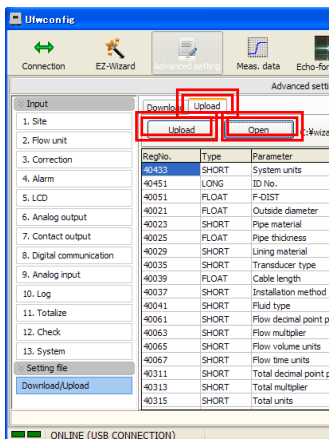 Ufwconfig
Connection EZ-Wizard Advanced setting Meas. data Echo-for
Advanced setti
Input
1. Site
2. Flow unit
3. Correction
4. Alarm
5. LCD
6. Analog output
7. Contact output
8. Digital communication
9. Analog input
10. Log
11. Totalize
12. Check
13. System
Setting file
Download/Upload
Download Upload
Upload Open C:¥wiza
RegNo. Type Parameter
40433 SHORT System units
40451 LONG ID No.
40051 FLOAT F-DIST
40021 FLOAT Outside diameter
40023 SHORT Pipe material
40025 FLOAT Pipe thickness
40029 SHORT Lining material
40035 SHORT Transducer type
40039 FLOAT Cable length
40037 SHORT Installation method
40041 SHORT Fluid type
40061 SHORT Flow decimal point p
40063 SHORT Flow multiplier
40065 SHORT Flow volume units
40067 SHORT Flow time units
40311 SHORT Total decimal point p
40313 SHORT Total multiplier
40315 SHORT Total units
ONLINE (USB CONNECTION)